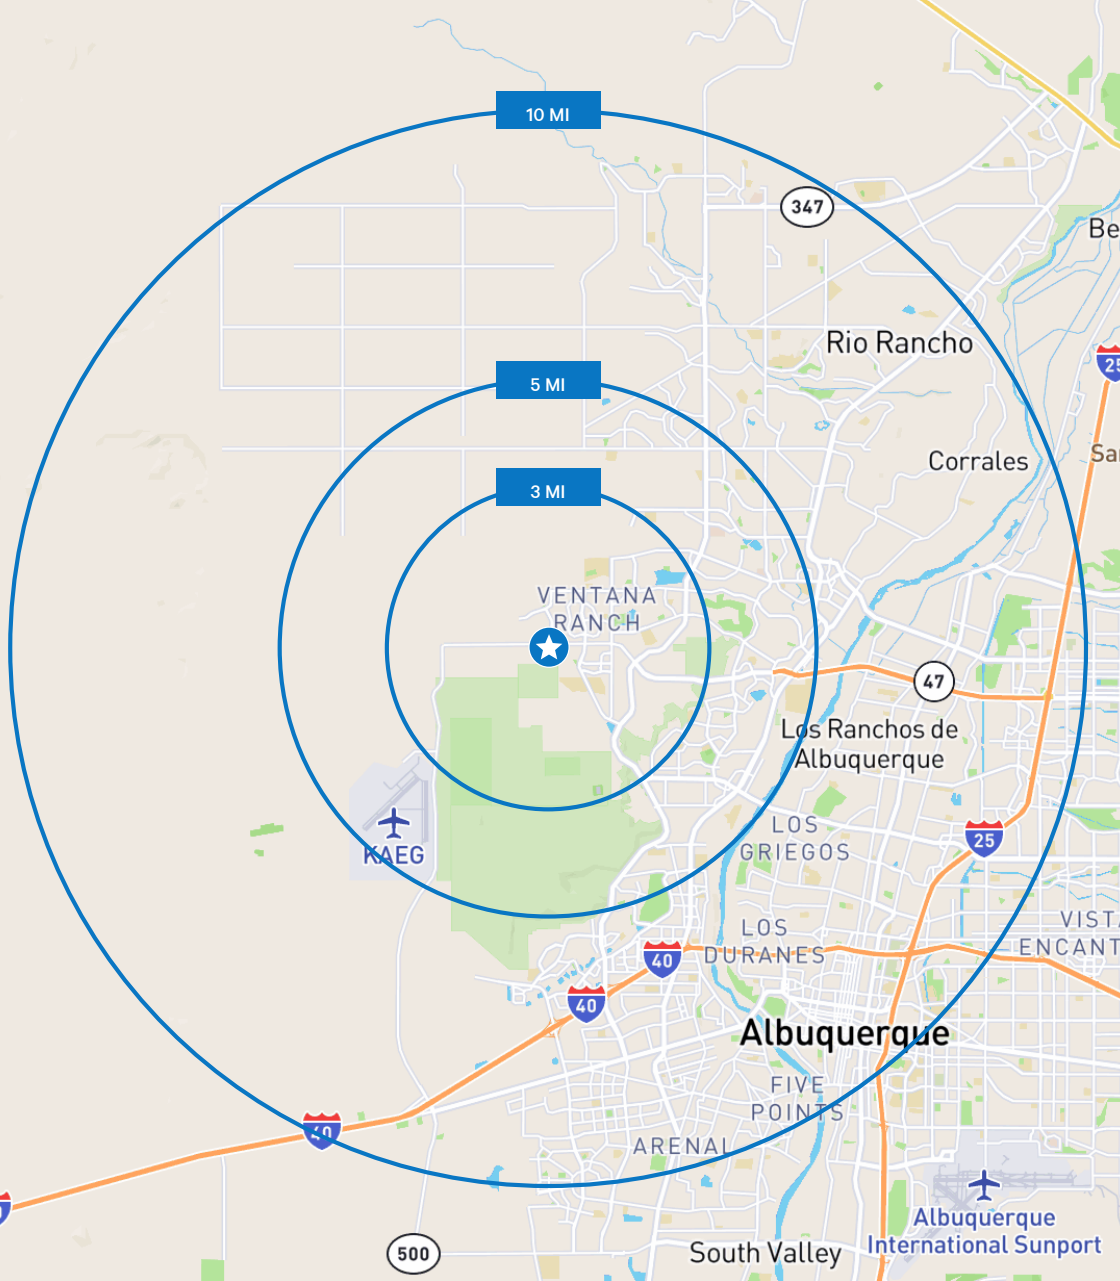 10 MI
347
Be
Rio Rancho
25
5 MI
Corrales
Sa
3 MI
VENTANA
RANCH
47
Los Ranchos de
Albuquerque
LOS
GRIEGOS
25
KAEG
VIST
ENCANT
LOS
DURANES
40
40
Albuquerque
FIVE
POINTS
40
ARENAL
Albuquerque
International Sunport
500
South Valley